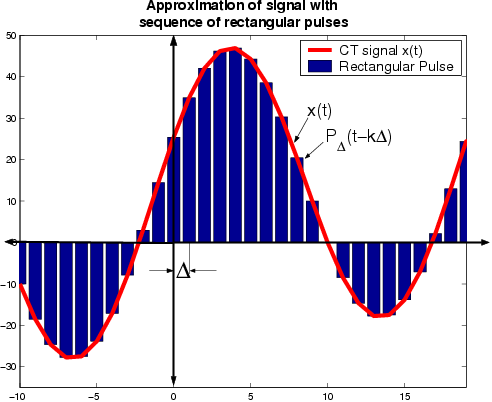 Approximation of signal with
sequence of rectangular pulses
50
CT signal x(t)
Rectangular Pulse
40
x(t)
30
PΔ(t−kΔ)
20
10
0
Δ
−10
−20
−30
−10 −5 0 5 10 15